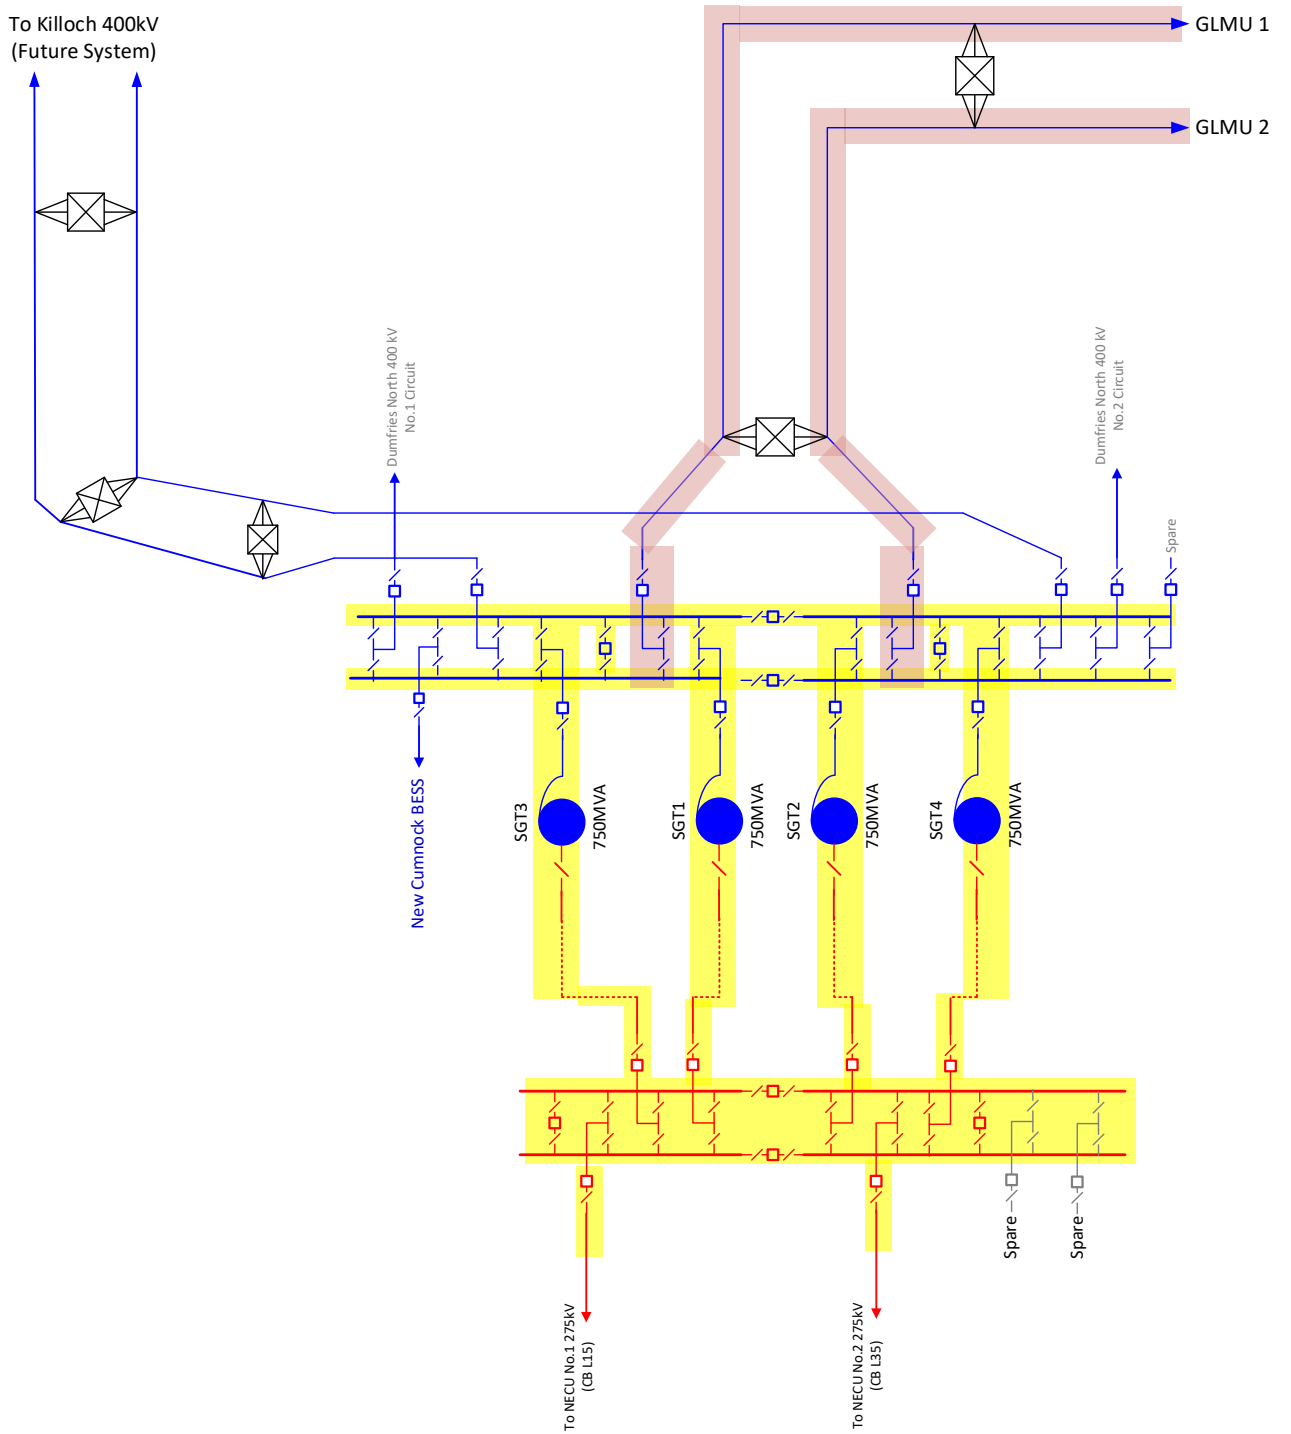 To Killoch 400kV
(Future System)
GLMU 1
GLMU 2
Dumfries North 400 kV
No.1 Circuit
Dumfries North 400 kV
No.2 Circuit
Spare
New Cumnock BESS
SGT3
750MVA
SGT1
750MVA
SGT2
750MVA
SGT4
750MVA
Spare
Spare
To NECU No.1 275kV
(CB L15)
To NECU No.2 275kV
(CB L35)